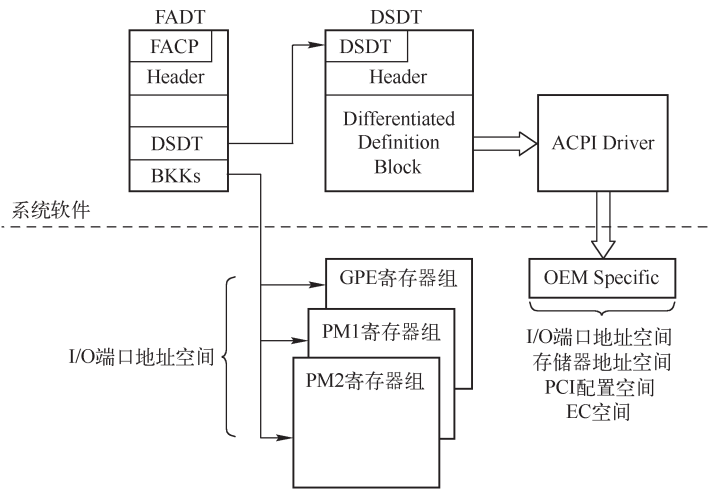 FADT
FACP
Header
DSDT
BKKs
DSDT
DSDT
Header
Differentiated
Definition
Block
ACPI Driver
系统软件
I/O端口地址空间
GPE寄存器组
PM1寄存器组
PM2寄存器组
OEM Specific
I/O端口地址空间
存储器地址空间
PCI配置空间
EC空间